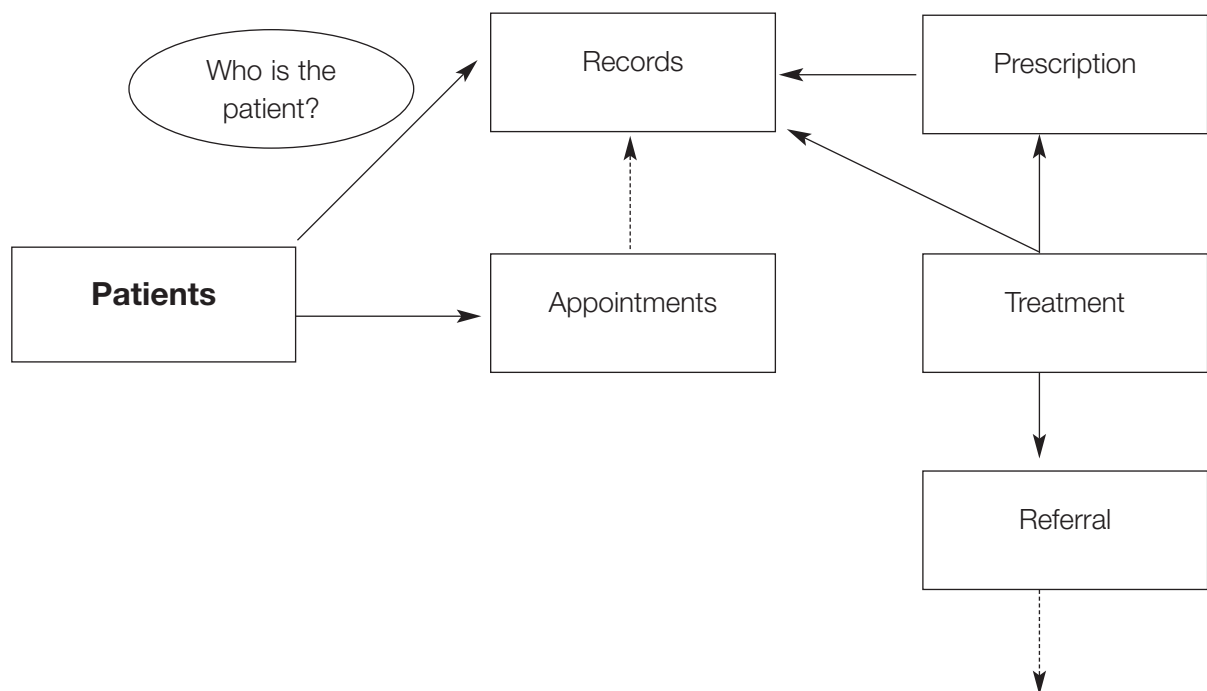 Who is the
patient?
Records
Prescription
Patients
Appointments
Treatment
Referral